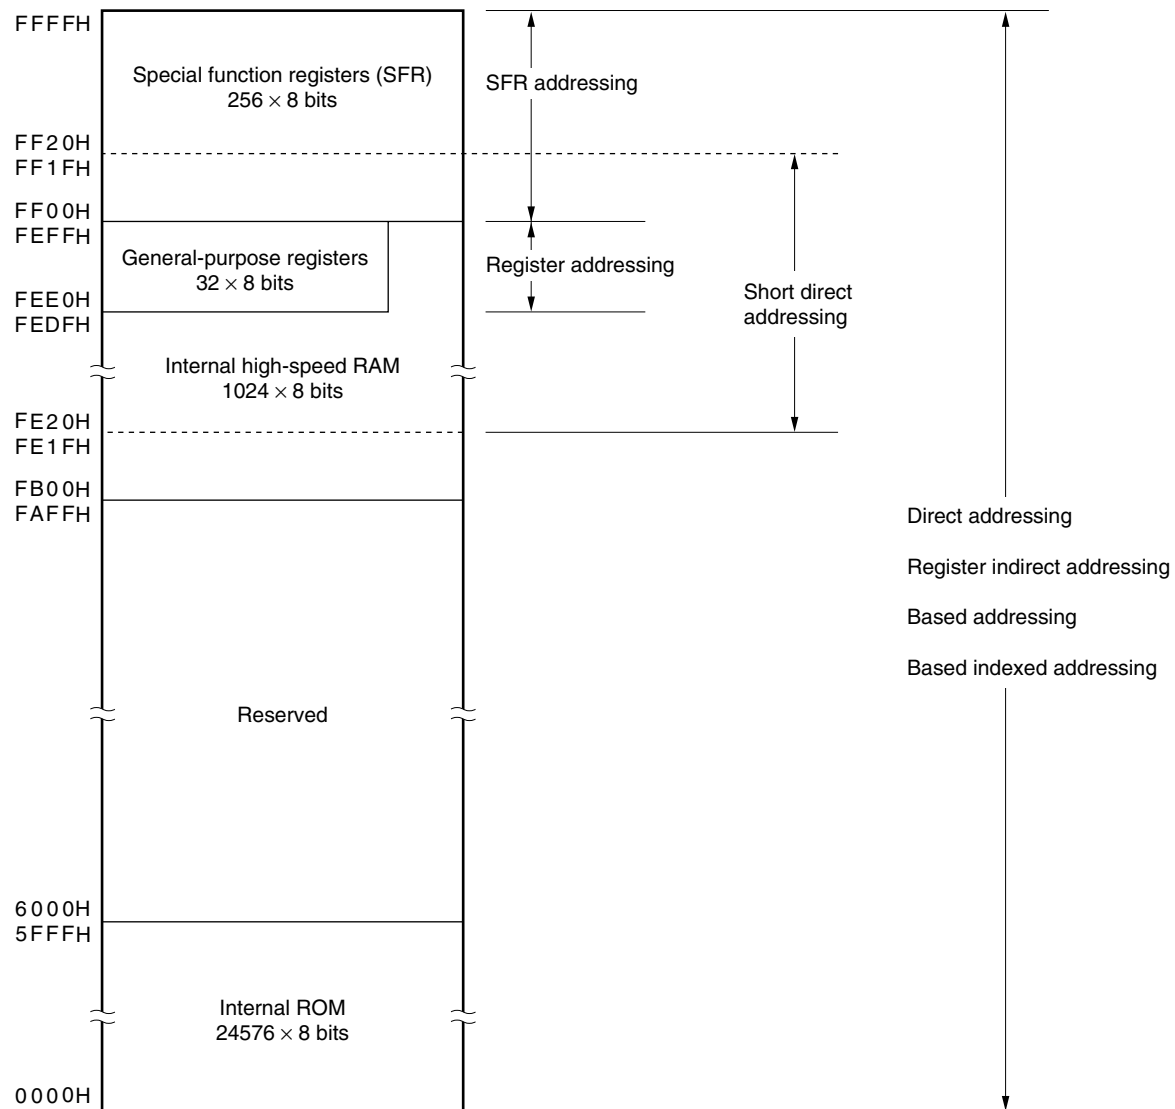 FFFFH
Special function registers (SFR)
256 × 8 bits
SFR addressing
FF20H
FF1FH
FF00H
FEFFH
General-purpose registers
32 × 8 bits
Register addressing
Short direct
addressing
FEE0H
FEDFH
Internal high-speed RAM
1024 × 8 bits
FE20H
FE1FH
FB00H
FAFFH
Direct addressing
Register indirect addressing
Based addressing
Based indexed addressing
Reserved
6000H
5FFFH
Internal ROM
24576 × 8 bits
0000H